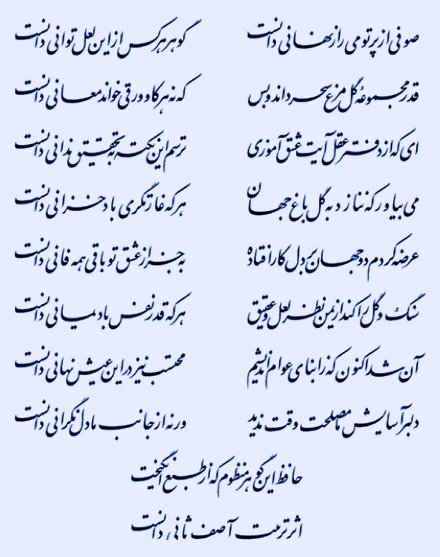 صوفی از پرتو می راز نهانی دانست گوهر هر کس از این لعل توانی دانست
قدر مجموعه گل مرغ سحر داند و بس که نه هر کاو ورقی خواند معانی دانست
ای که از دفتر عقل آیت عشق آموزی ترسم این نکته به تحقیق ندانی دانست
می بیاور که ننازد به گل باغ جهان هر که غارتگری باد خزانی دانست
عرضه کردم دو جهان بر دل کارافتاده به جز از عشق تو باقی همه فانی دانست
سنگ و گل را کند از یمن نظر لعل و عقیق هر که قدر نفس باد یمانی دانست
آن شد اکنون که ز ابنای عوام اندیشم محتسب نیز در این عیش نهانی دانست
دلبر آسایش ما مصلحت وقت ندید ور نه از جانب ما دل نگرانی دانست
حافظ این گوهر منظوم که از طبع انگیخت
اثر تربیت آصف ثانی دانست